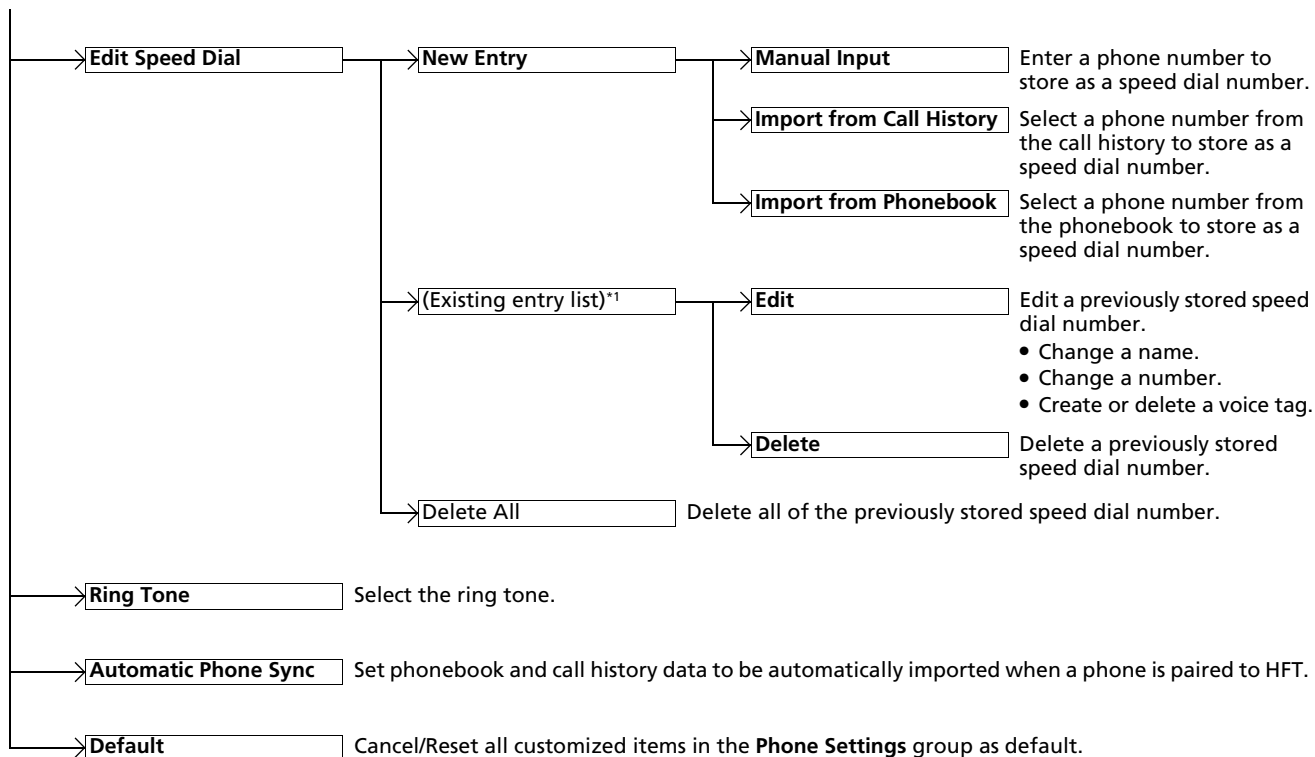 Edit Speed Dial
New Entry
Manual Input
Enter a phone number to
store as a speed dial number.
Import from Call History
Select a phone number from
the call history to store as a
speed dial number.
Import from Phonebook
Select a phone number from
the phonebook to store as a
speed dial number.
(Existing entry list)*1
Edit
Edit a previously stored speed
dial number.
• Change a name.
• Change a number.
• Create or delete a voice tag.
Delete
Delete a previously stored
speed dial number.
Delete All
Delete all of the previously stored speed dial number.
Ring Tone
Select the ring tone.
Automatic Phone Sync
Set phonebook and call history data to be automatically imported when a phone is paired to HFT.
Default
Cancel/Reset all customized items in the Phone Settings group as default.